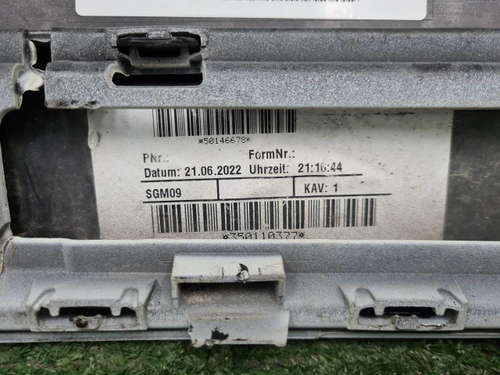 *50146678*
PNr.: FormNr.:
Datum: 21.06.2022 Uhrzeit: 21:16:44
SGM09 KAV: 1
*350110377*